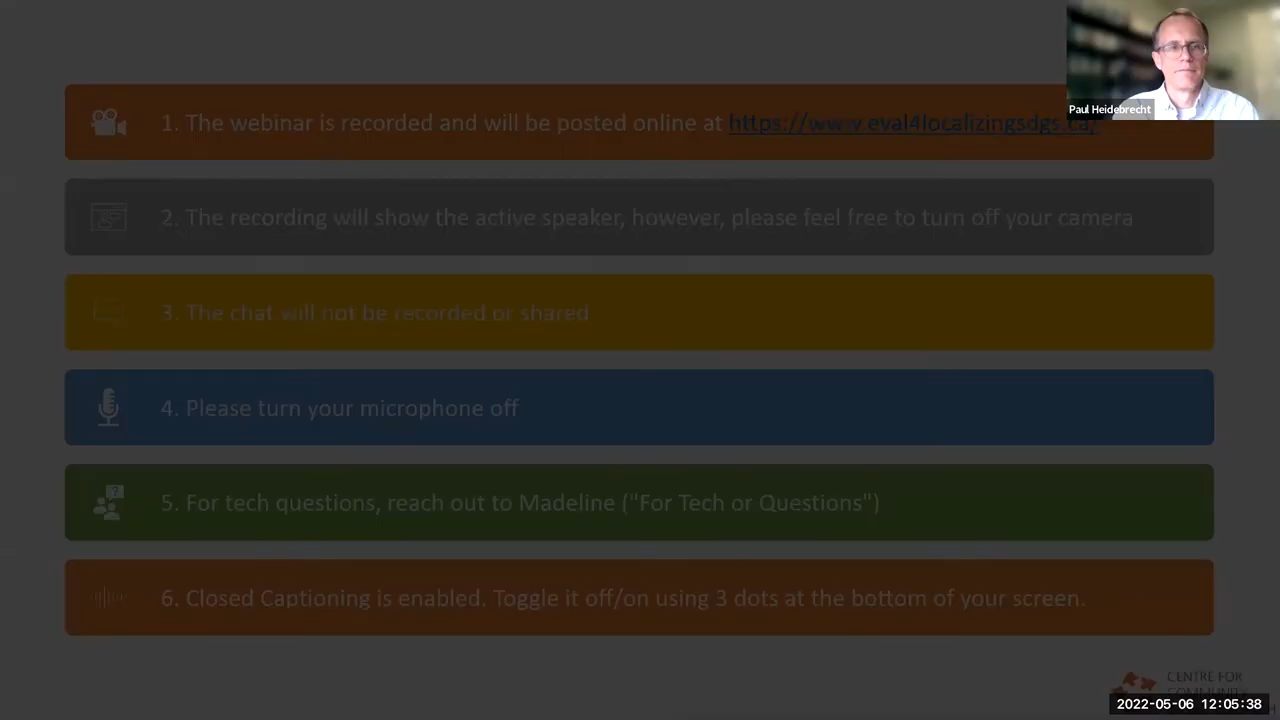 Paul Heidebrecht
1. The webinar is recorded and will be posted online at https://www.eval4localizingsdgs.ca/
2. The recording will show the active speaker, however, please feel free to turn off your camera
3. The chat will not be recorded or shared
4. Please turn your microphone off
5. For tech questions, reach out to Madeline ("For Tech or Questions")
6. Closed Captioning is enabled. Toggle it off/on using 3 dots at the bottom of your screen.
CENTRE FOR
COMMUNITY
2022-05-06 12:05:38